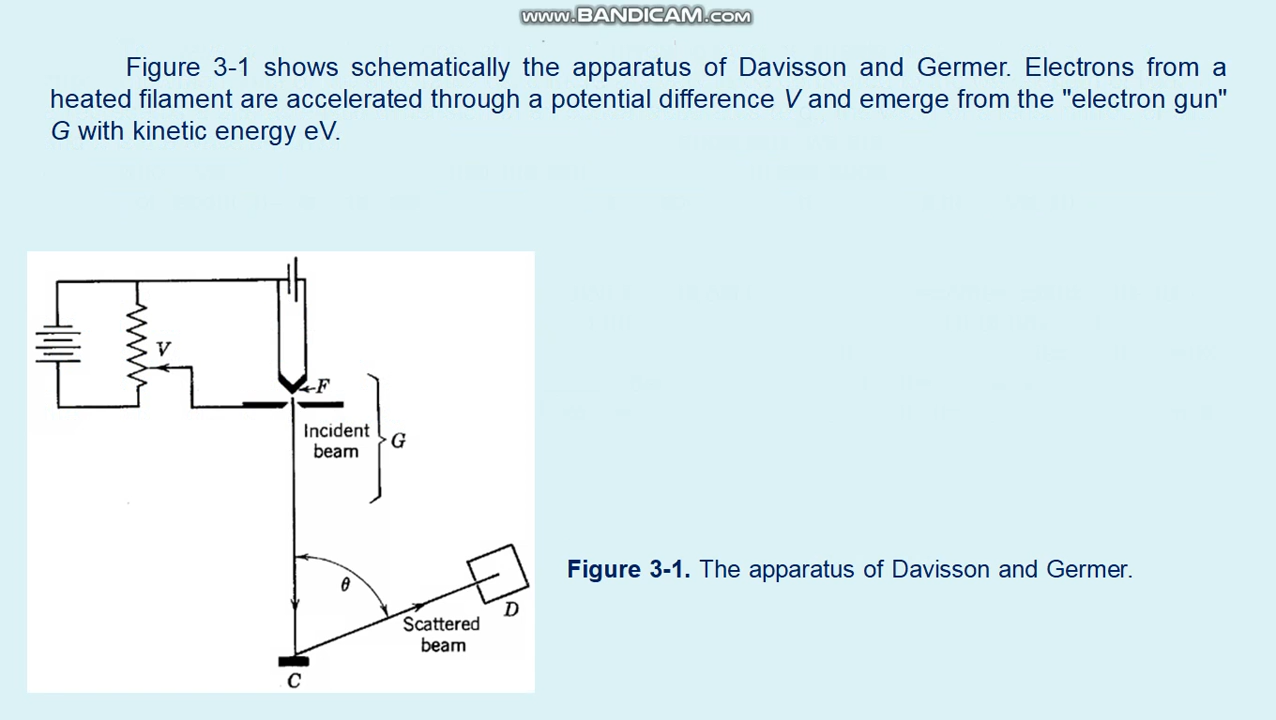 www.BANDICAM.com
Figure 3-1 shows schematically the apparatus of Davisson and Germer. Electrons from a
heated filament are accelerated through a potential difference V and emerge from the "electron gun"
G with kinetic energy eV.
V
F
Incident
beam
G
θ
D
Scattered
beam
C
Figure 3-1. The apparatus of Davisson and Germer.